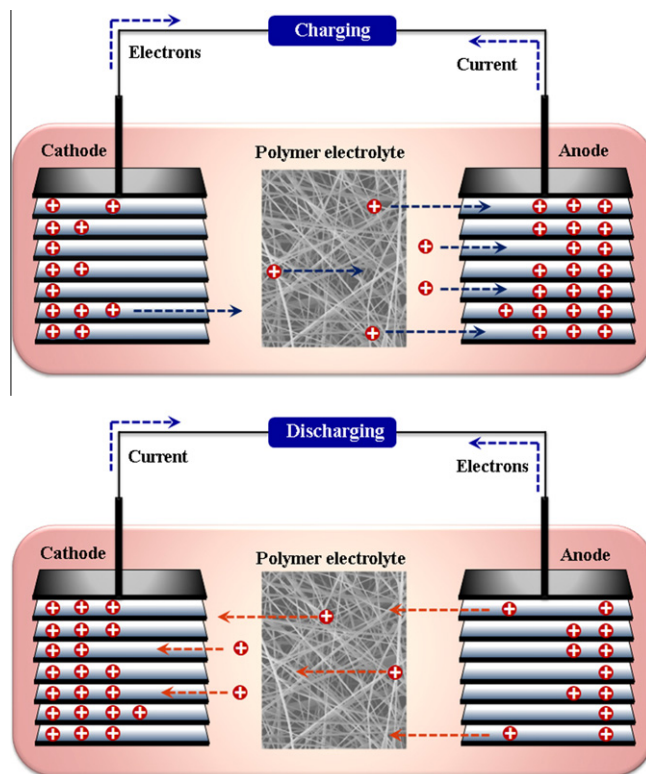 Charging
Electrons
Current
Cathode
Polymer electrolyte
Anode
Discharging
Current
Electrons
Cathode
Polymer electrolyte
Anode